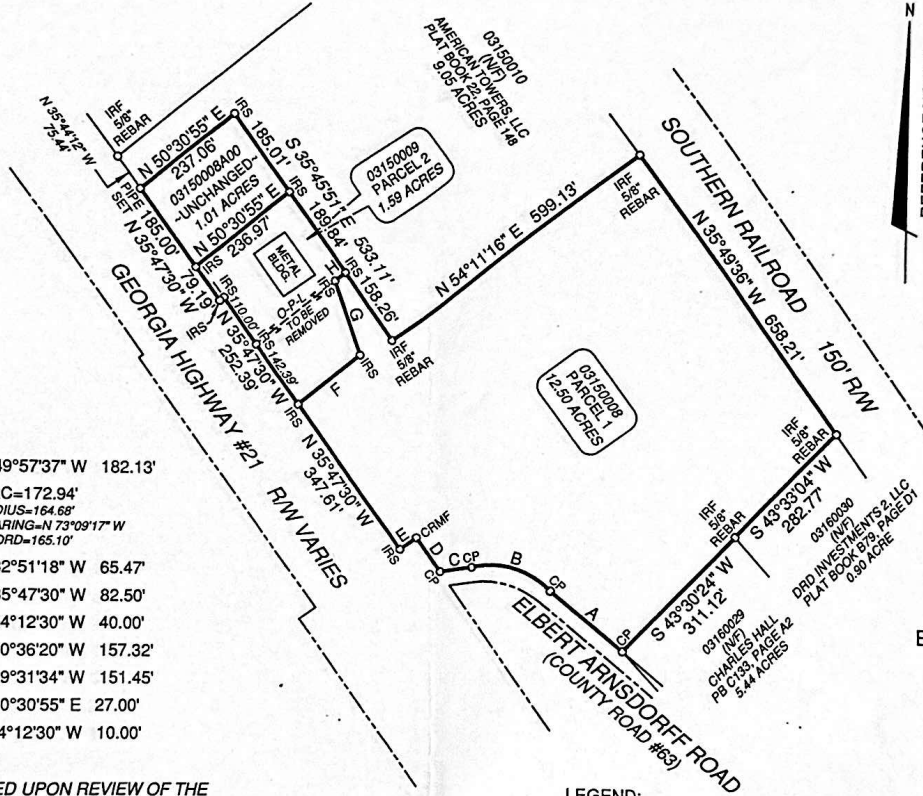 N
03150010
(N/F)
AMERICAN TOWERS, LLC
PLAT BOOK 22, PAGE 148
9.05 ACRES
N 35°44'12" W
75.44'
IRF
5/8"
REBAR
PIPE
SET
N 50°30'55" E
237.06'
IRS
185.01'
S 35°45'51" E 533.11'
03150008A00
-UNCHANGED-
1.01 ACRES
N 50°30'55" E
236.97'
IRS
189.84'
IRS
158.26'
03150009
PARCEL 2
1.59 ACRES
185.00'
N 35°47'30" W
IRS
79.19'
IRS
110.00'
IRS
142.39'
N 35°47'30" W
252.39'
IRS
METAL
BLDG.
O-P-L
TO BE
REMOVED
H
IRS
G
IRS
F
IRF
5/8"
REBAR
N 54°11'16" E 599.13'
IRF
5/8"
REBAR
SOUTHERN RAILROAD
150' R/W
N 35°49'36" W 658.21'
03150008
PARCEL 1
12.50 ACRES
IRF
5/8"
REBAR
S 43°33'04" W
282.77'
IRF
5/8"
REBAR
S 43°30'24" W
311.12'
03160030
(N/F)
DRD INVESTMENTS 2, LLC
PLAT BOOK B79, PAGE D1
0.90 ACRE
03160029
(N/F)
CHARLES HALL
PB C133, PAGE A2
5.44 ACRES
GEORGIA HIGHWAY #21
R/W VARIES
N 35°47'30" W
347.61'
IRS
E
CRMF
D
CP
C
CP
B
CP
A
CP
ELBERT ARNSDORFF ROAD
(COUNTY ROAD #63)
49°57'37" W 182.13'
C=172.94'
DIUS=164.68'
ARING=N 73°09'17" W
ORD=165.10'
2°51'18" W 65.47'
5°47'30" W 82.50'
4°12'30" W 40.00'
0°36'20" W 157.32'
9°31'34" W 151.45'
0°30'55" E 27.00'
4°12'30" W 10.00'
ED UPON REVIEW OF THE
LEGEND:
E